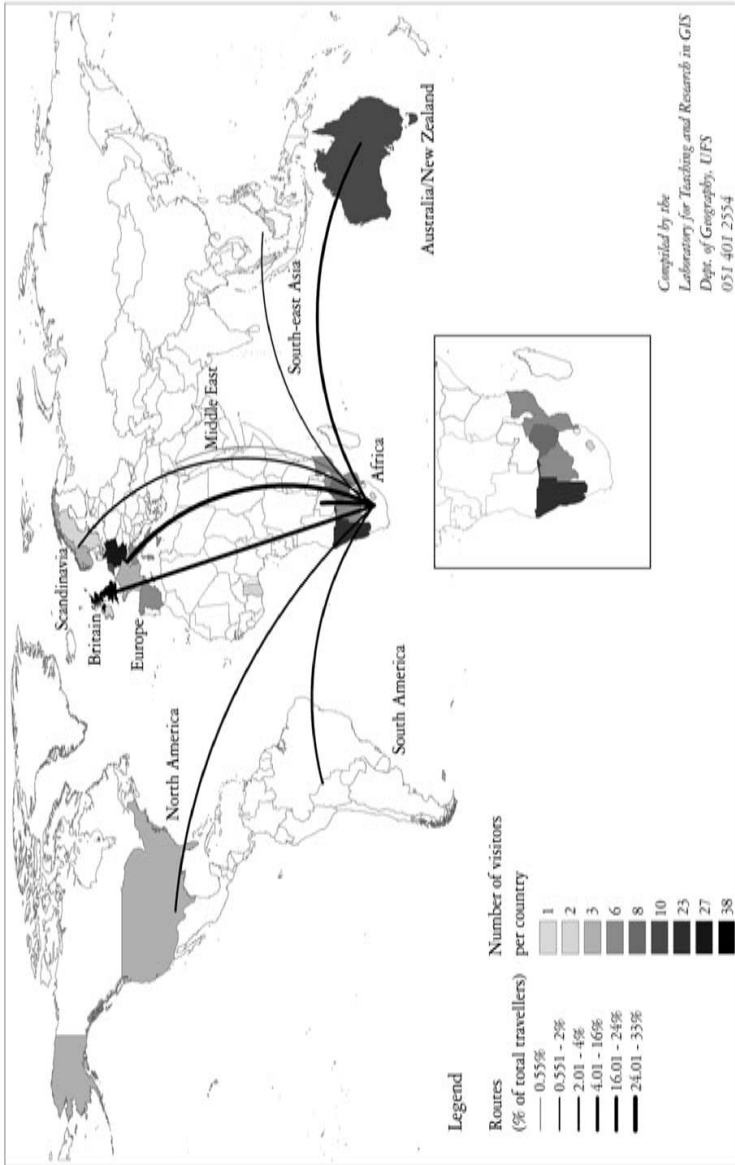 Scandinavia
Britain
Europe
Middle East
North America
South-east Asia
Africa
South America
Australia/New Zealand
Legend
Routes
(% of total travellers)
0.55%
0.551 - 2%
2.01 - 4%
4.01 - 16%
16.01 - 24%
24.01 - 33%
Number of visitors
per country
1
2
3
6
8
10
23
27
38
Compiled by the
Laboratory for Teaching and Research in GIS
Dept. of Geography, UFS
051 401 2554